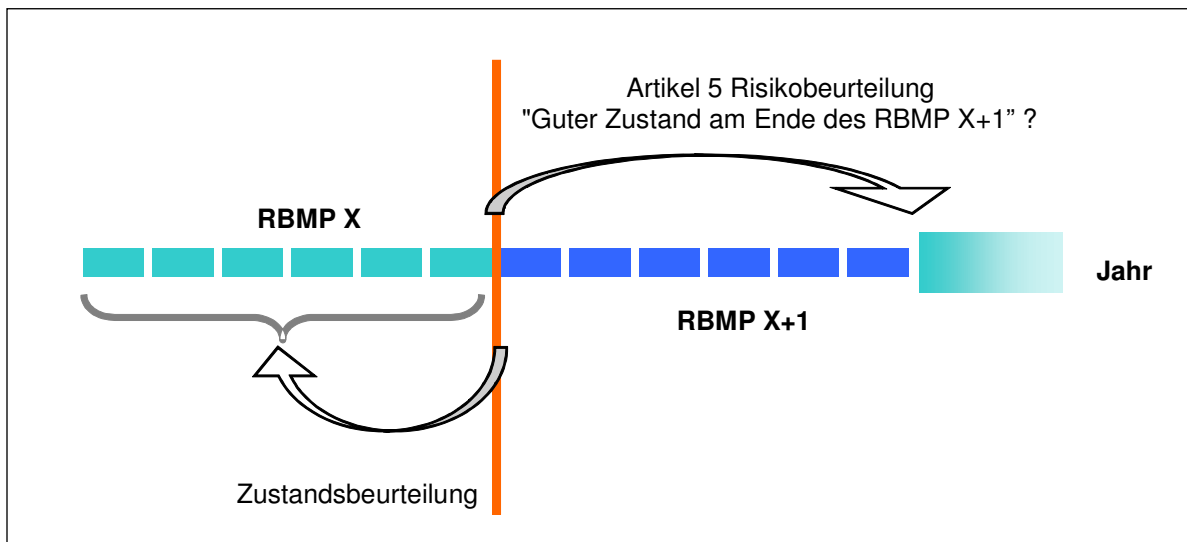 Artikel 5 Risikobeurteilung
"Guter Zustand am Ende des RBMP X+1” ?
RBMP X
Jahr
RBMP X+1
Zustandsbeurteilung